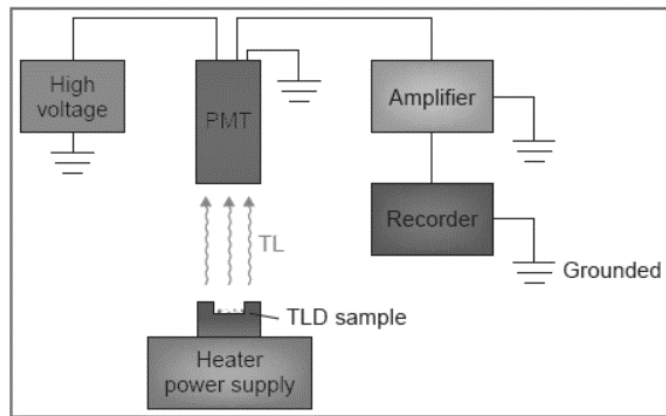 High
voltage
PMT
Amplifier
Recorder
Grounded
TL
TLD sample
Heater
power supply